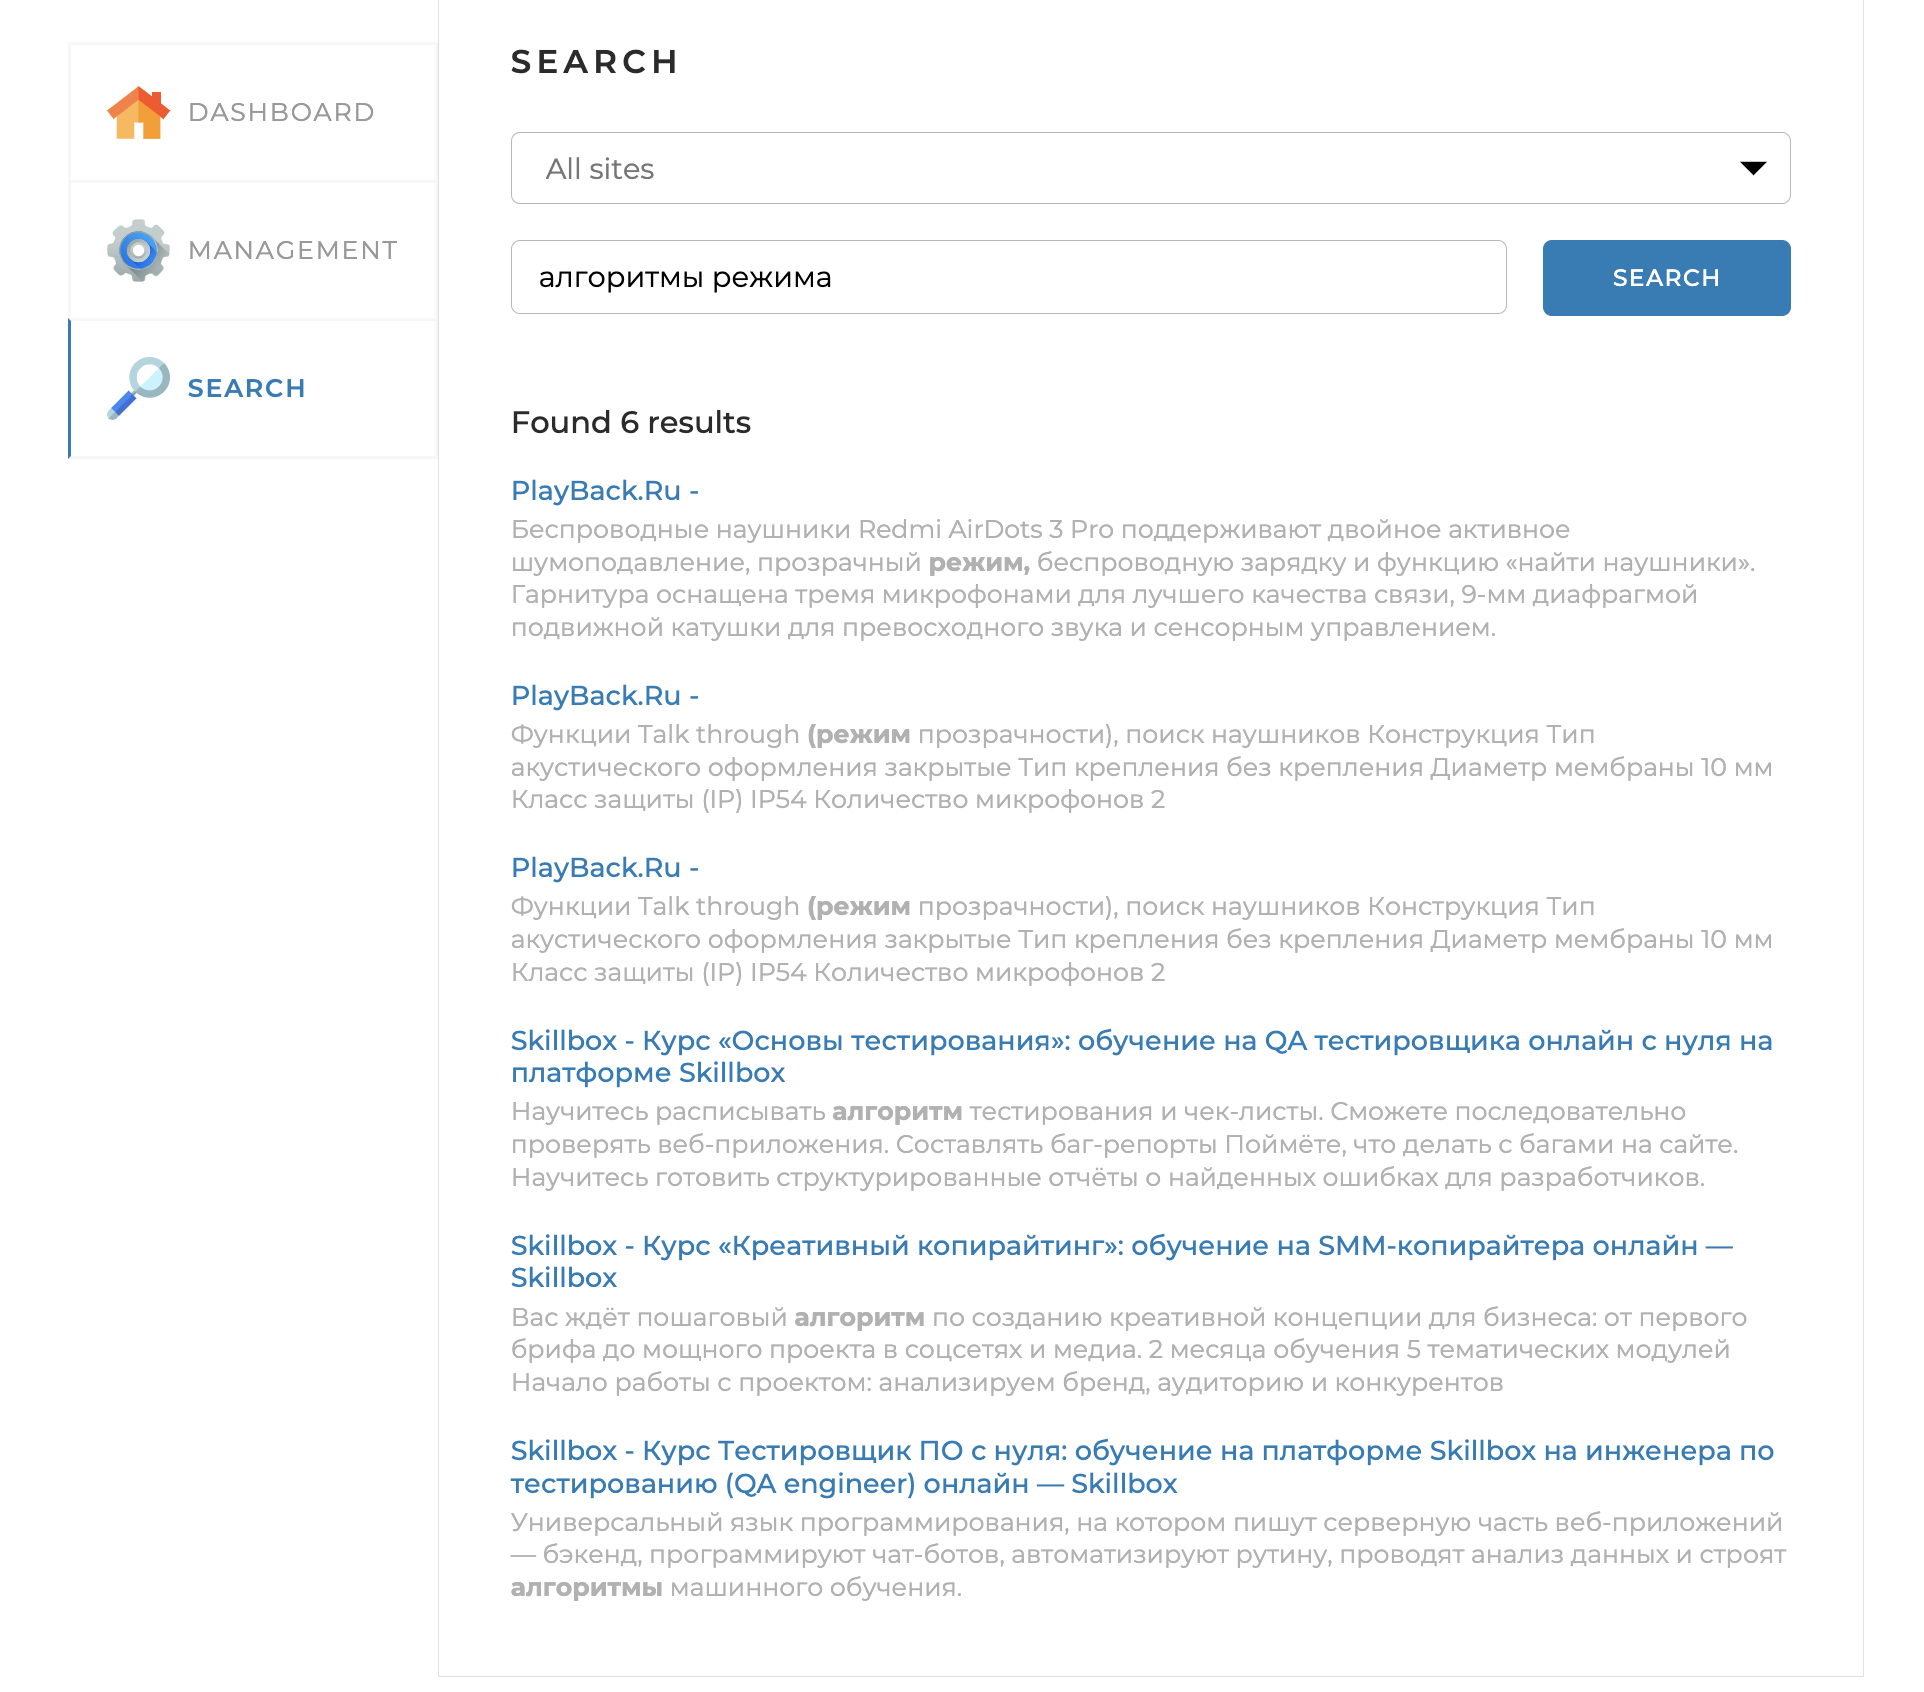 DASHBOARD
MANAGEMENT
SEARCH
SEARCH
All sites
алгоритмы режима
SEARCH
Found 6 results
PlayBack.Ru -
Беспроводные наушники Redmi AirDots 3 Pro поддерживают двойное активное
шумоподавление, прозрачный режим, беспроводную зарядку и функцию «найти наушники».
Гарнитура оснащена тремя микрофонами для лучшего качества связи, 9-мм диафрагмой
подвижной катушки для превосходного звука и сенсорным управлением.
PlayBack.Ru -
Функции Talk through (режим прозрачности), поиск наушников Конструкция Тип
акустического оформления закрытые Тип крепления без крепления Диаметр мембраны 10 мм
Класс защиты (IP) IP54 Количество микрофонов 2
PlayBack.Ru -
Функции Talk through (режим прозрачности), поиск наушников Конструкция Тип
акустического оформления закрытые Тип крепления без крепления Диаметр мембраны 10 мм
Класс защиты (IP) IP54 Количество микрофонов 2
Skillbox - Курс «Основы тестирования»: обучение на QA тестировщика онлайн с нуля на
платформе Skillbox
Научитесь расписывать алгоритм тестирования и чек-листы. Сможете последовательно
проверять веб-приложения. Составлять баг-репорты Поймёте, что делать с багами на сайте.
Научитесь готовить структурированные отчёты о найденных ошибках для разработчиков.
Skillbox - Курс «Креативный копирайтинг»: обучение на SMM-копирайтера онлайн —
Skillbox
Вас ждёт пошаговый алгоритм по созданию креативной концепции для бизнеса: от первого
брифа до мощного проекта в соцсетях и медиа. 2 месяца обучения 5 тематических модулей
Начало работы с проектом: анализируем бренд, аудиторию и конкурентов
Skillbox - Курс Тестировщик ПО с нуля: обучение на платформе Skillbox на инженера по
тестированию (QA engineer) онлайн — Skillbox
Универсальный язык программирования, на котором пишут серверную часть веб-приложений
— бэкенд, программируют чат-ботов, автоматизируют рутину, проводят анализ данных и строят
алгоритмы машинного обучения.